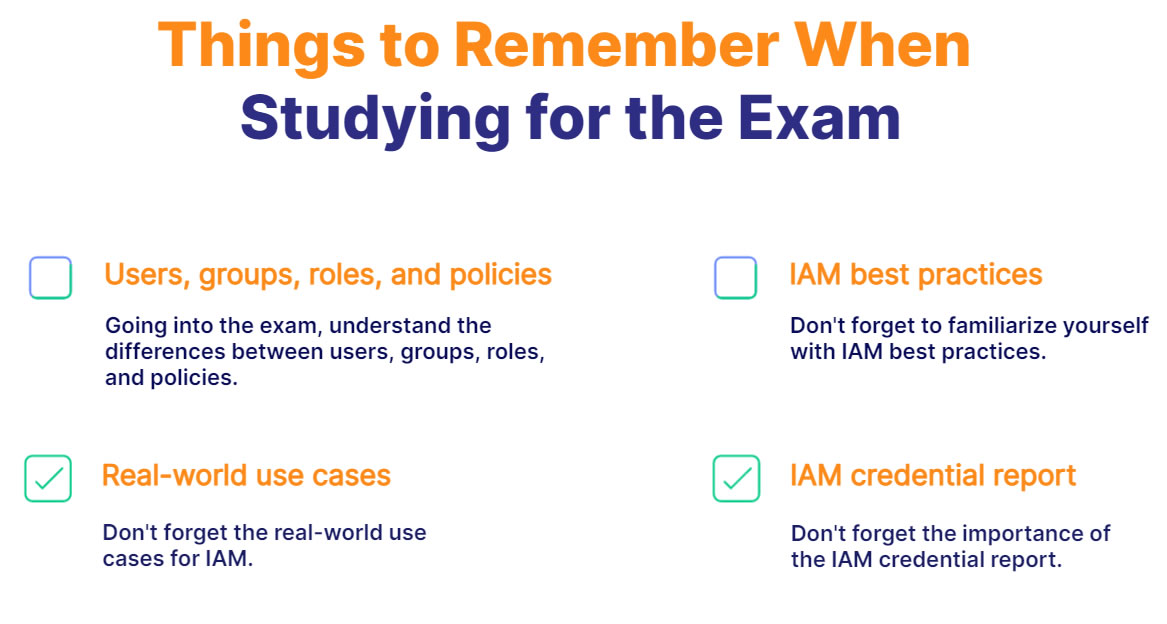 Things to Remember When
Studying for the Exam
Users, groups, roles, and policies
Going into the exam, understand the
differences between users, groups, roles,
and policies.
IAM best practices
Don't forget to familiarize yourself
with IAM best practices.
Real-world use cases
Don't forget the real-world use
cases for IAM.
IAM credential report
Don't forget the importance of
the IAM credential report.